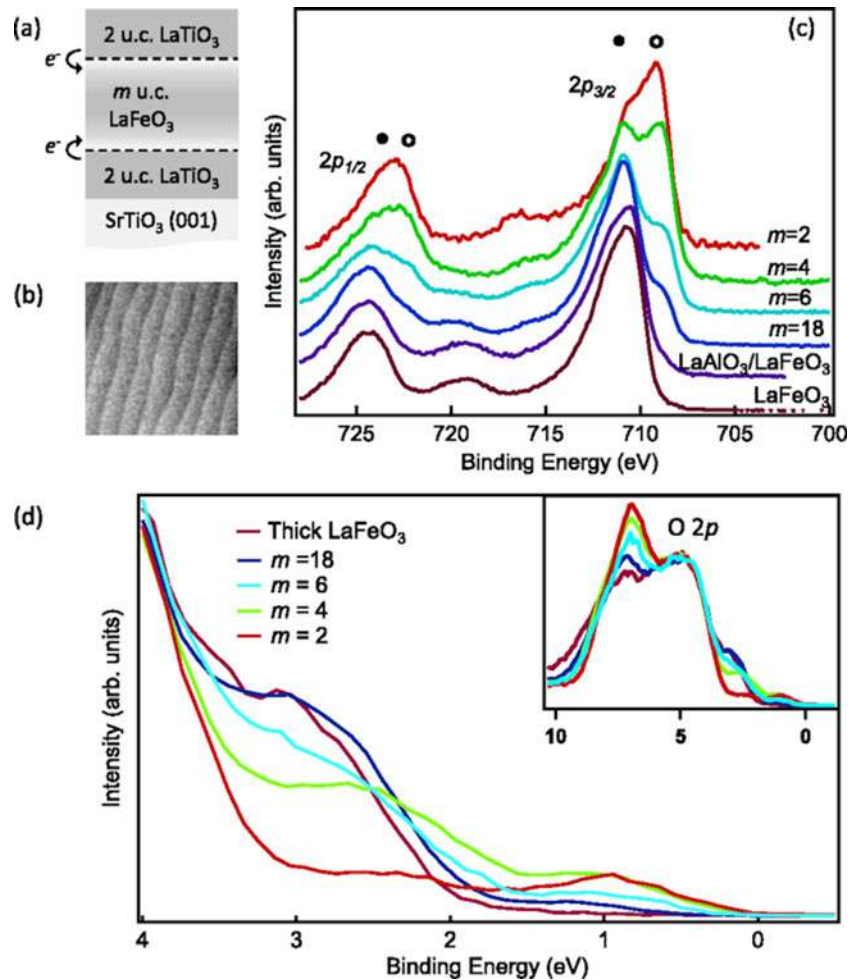 (a)
2 u.c. LaTiO₃
e⁻
m u.c.
LaFeO₃
e⁻
2 u.c. LaTiO₃
SrTiO₃ (001)
(b)
(c)
2p₃/₂
2p₁/₂
Intensity (arb. units)
m=2
m=4
m=6
m=18
LaAlO₃/LaFeO₃
LaFeO₃
725 720 715 710 705 700
Binding Energy (eV)
(d)
Thick LaFeO₃
m =18
m = 6
m = 4
m = 2
O 2p
10 5 0
Intensity (arb. units)
4 3 2 1 0
Binding Energy (eV)